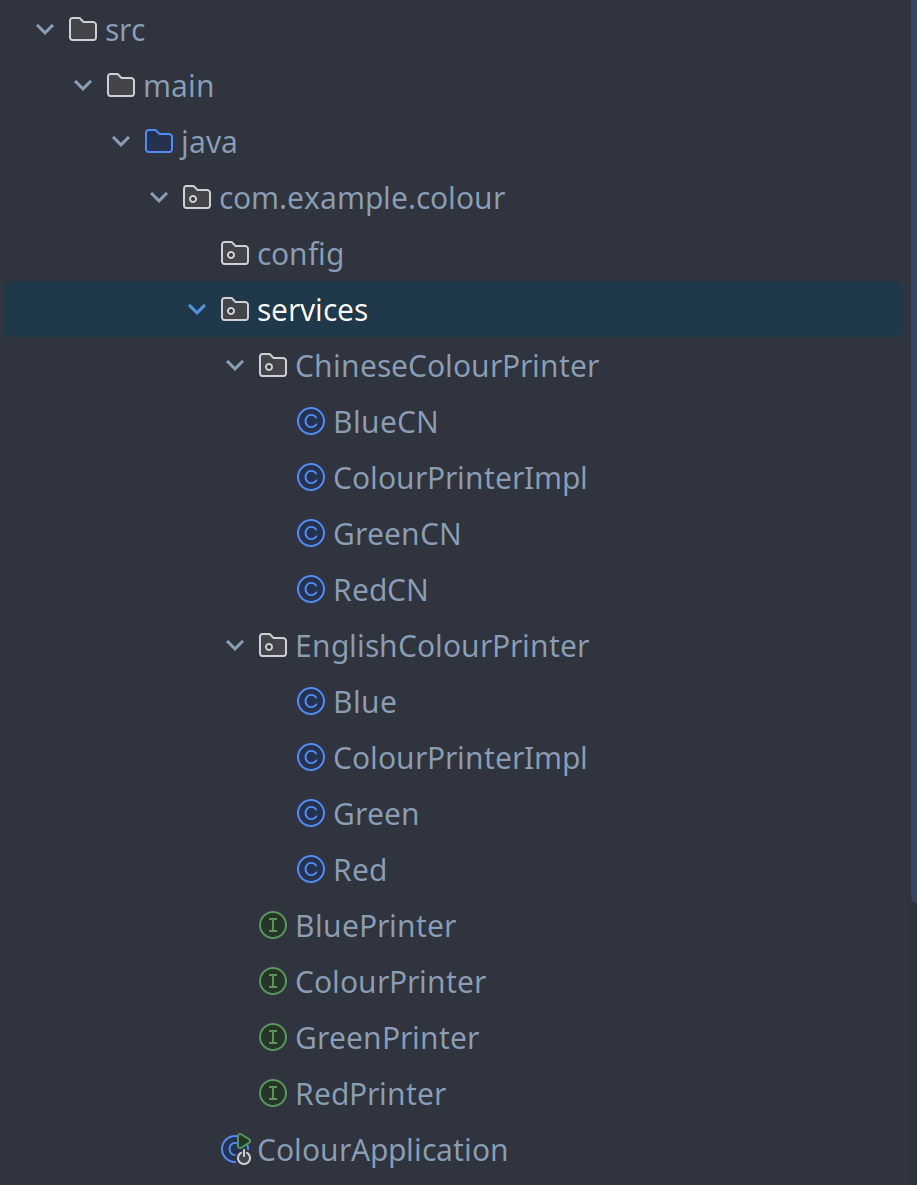 src
main
java
com.example.colour
config
services
ChineseColourPrinter
BlueCN
ColourPrinterImpl
GreenCN
RedCN
EnglishColourPrinter
Blue
ColourPrinterImpl
Green
Red
BluePrinter
ColourPrinter
GreenPrinter
RedPrinter
ColourApplication